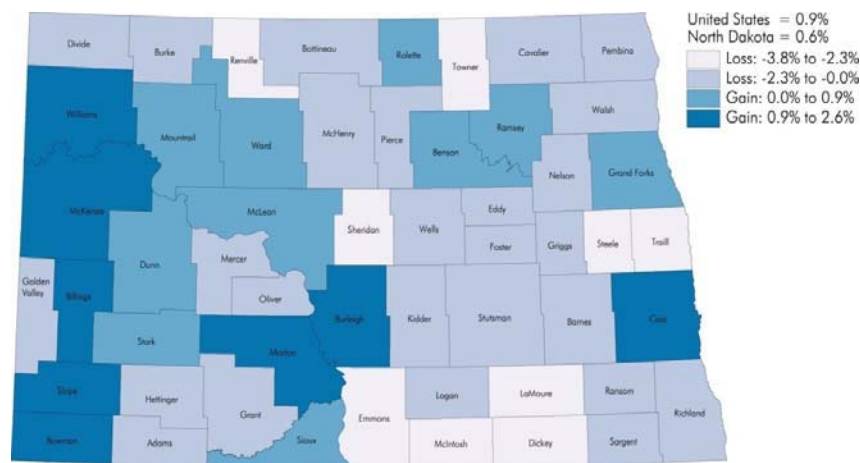 United States = 0.9%
North Dakota = 0.6%
Loss: -3.8% to -2.3%
Loss: -2.3% to -0.0%
Gain: 0.0% to 0.9%
Gain: 0.9% to 2.6%
Divide
Burke
Renville
Bottineau
Rolette
Towner
Cavalier
Pembina
Williams
Mountrail
Ward
McHenry
Pierce
Benson
Ramsey
Walsh
Nelson
Grand Forks
McKenzie
McLean
Sheridan
Wells
Eddy
Foster
Griggs
Steele
Traill
Dunn
Mercer
Oliver
Golden
Valley
Billings
Burleigh
Kidder
Stutsman
Barnes
Cass
Stark
Morton
Slope
Hettinger
Grant
Emmons
Logan
LaMoure
Ransom
Richland
Bowman
Adams
Sioux
McIntosh
Dickey
Sargent